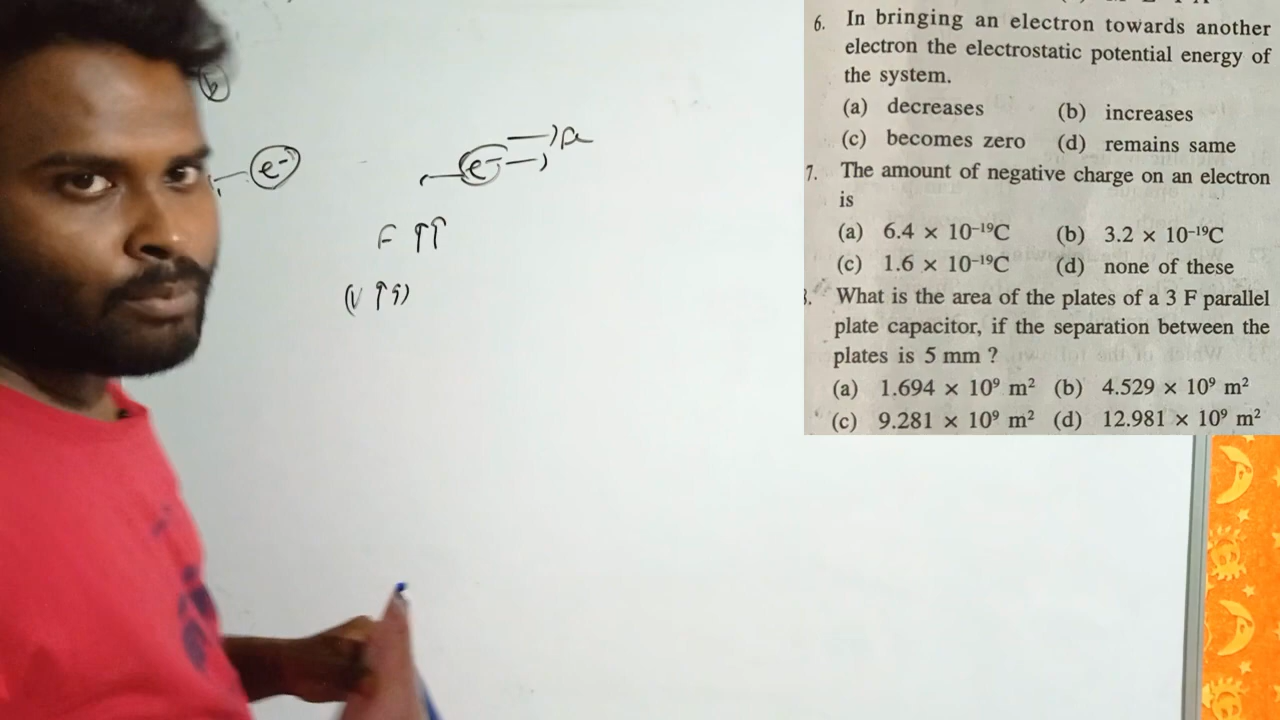 (b)
e-
e-
F ↑↑
(V ↑↑)
6. In bringing an electron towards another
electron the electrostatic potential energy of
the system.
(a) decreases (b) increases
(c) becomes zero (d) remains same
7. The amount of negative charge on an electron
is
(a) 6.4 × 10⁻¹⁹C (b) 3.2 × 10⁻¹⁹C
(c) 1.6 × 10⁻¹⁹C (d) none of these
What is the area of the plates of a 3 F parallel
plate capacitor, if the separation between the
plates is 5 mm ?
(a) 1.694 × 10⁹ m² (b) 4.529 × 10⁹ m²
(c) 9.281 × 10⁹ m² (d) 12.981 × 10⁹ m²